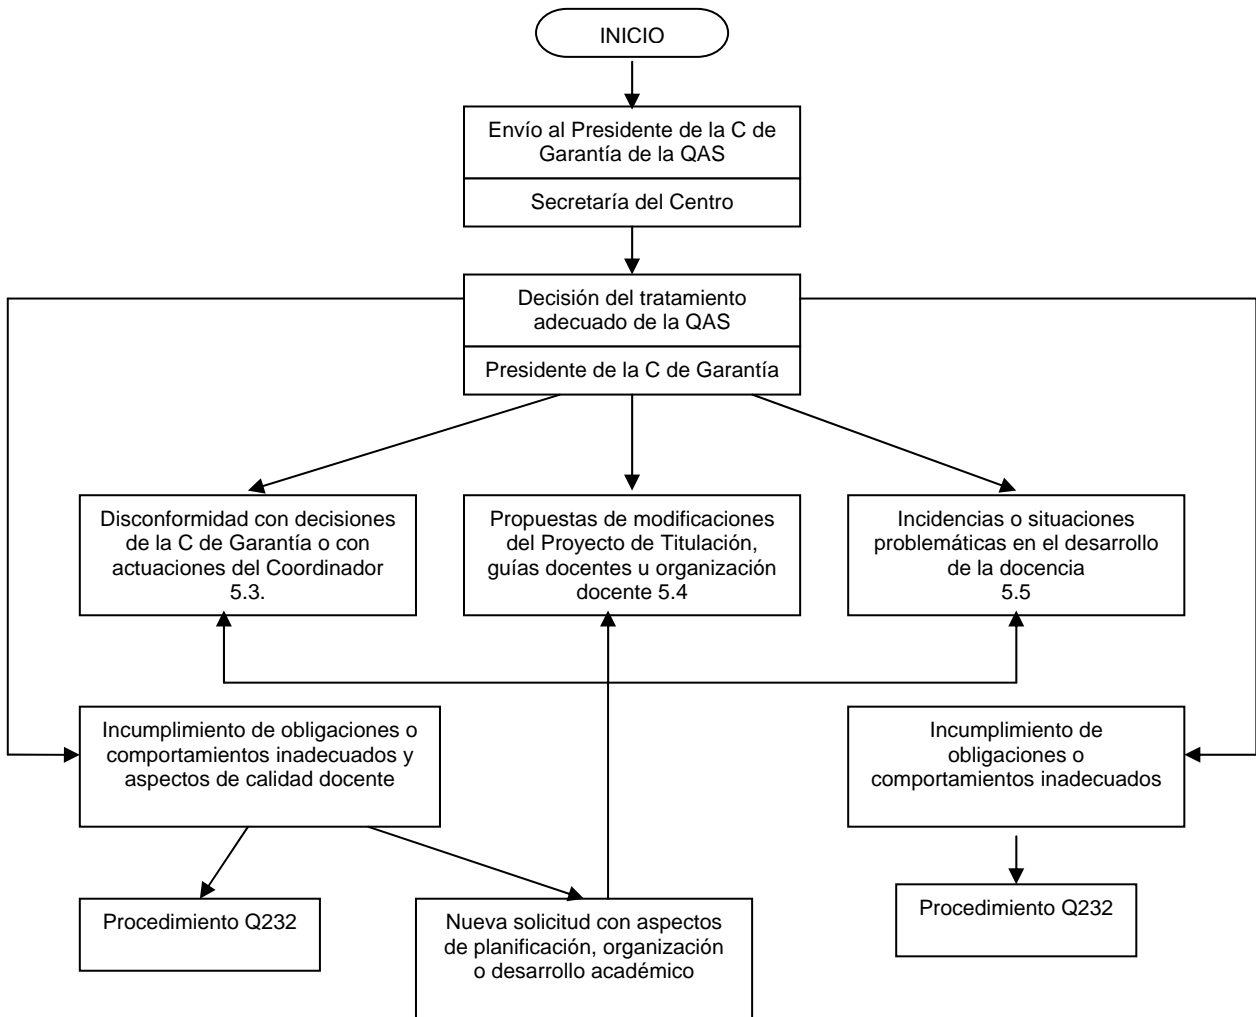 INICIO
Envío al Presidente de la C de
Garantía de la QAS
Secretaría del Centro
Decisión del tratamiento
adecuado de la QAS
Presidente de la C de Garantía
Disconformidad con decisiones
de la C de Garantía o con
actuaciones del Coordinador
5.3.
Propuestas de modificaciones
del Proyecto de Titulación,
guías docentes u organización
docente 5.4
Incidencias o situaciones
problemáticas en el desarrollo
de la docencia
5.5
Incumplimiento de obligaciones o
comportamientos inadecuados y
aspectos de calidad docente
Incumplimiento de
obligaciones o
comportamientos inadecuados
Procedimiento Q232
Nueva solicitud con aspectos
de planificación, organización
o desarrollo académico
Procedimiento Q232